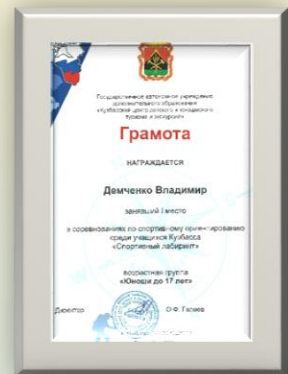 Государственное автономное учреждение
дополнительного образования
«Кузбасский центр детского и юношеского
туризма и экскурсий»
Грамота
НАГРАЖДАЕТСЯ
Демченко Владимир
занявший I место
в соревнованиях по спортивному ориентированию
среди учащихся Кузбасса
«Спортивный лабиринт»
возрастная группа
«Юноши до 17 лет»
Директор